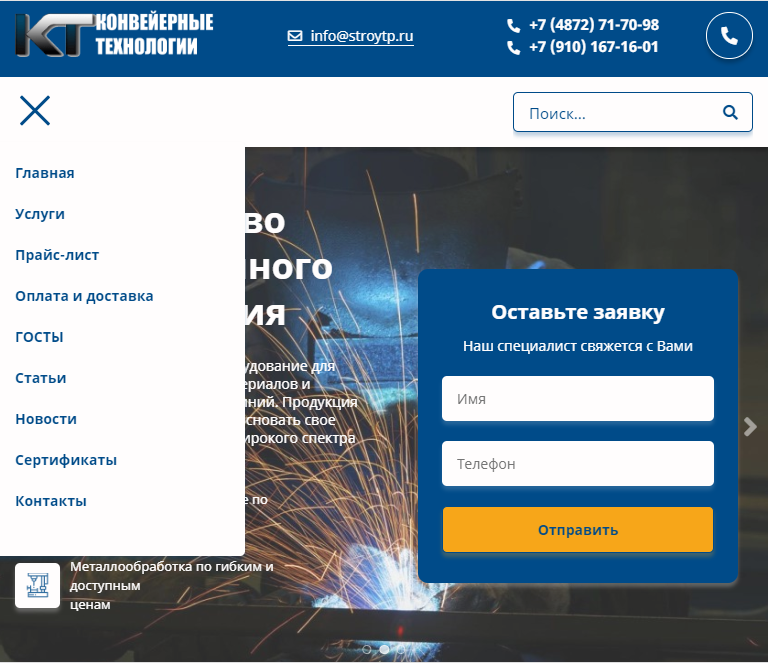 КТ КОНВЕЙЕРНЫЕ
ТЕХНОЛОГИИ
info@stroytp.ru
+7 (4872) 71-70-98
+7 (910) 167-16-01
Поиск...
Главная
Услуги
Прайс-лист
Оплата и доставка
ГОСТЫ
Статьи
Новости
Сертификаты
Контакты
во
нного
ия
удование для
ериалов и
ний. Продукция
сновать свое
ирокого спектра
е по
Металлообработка по гибким и
доступным
ценам
Оставьте заявку
Наш специалист свяжется с Вами
Имя
Телефон
Отправить